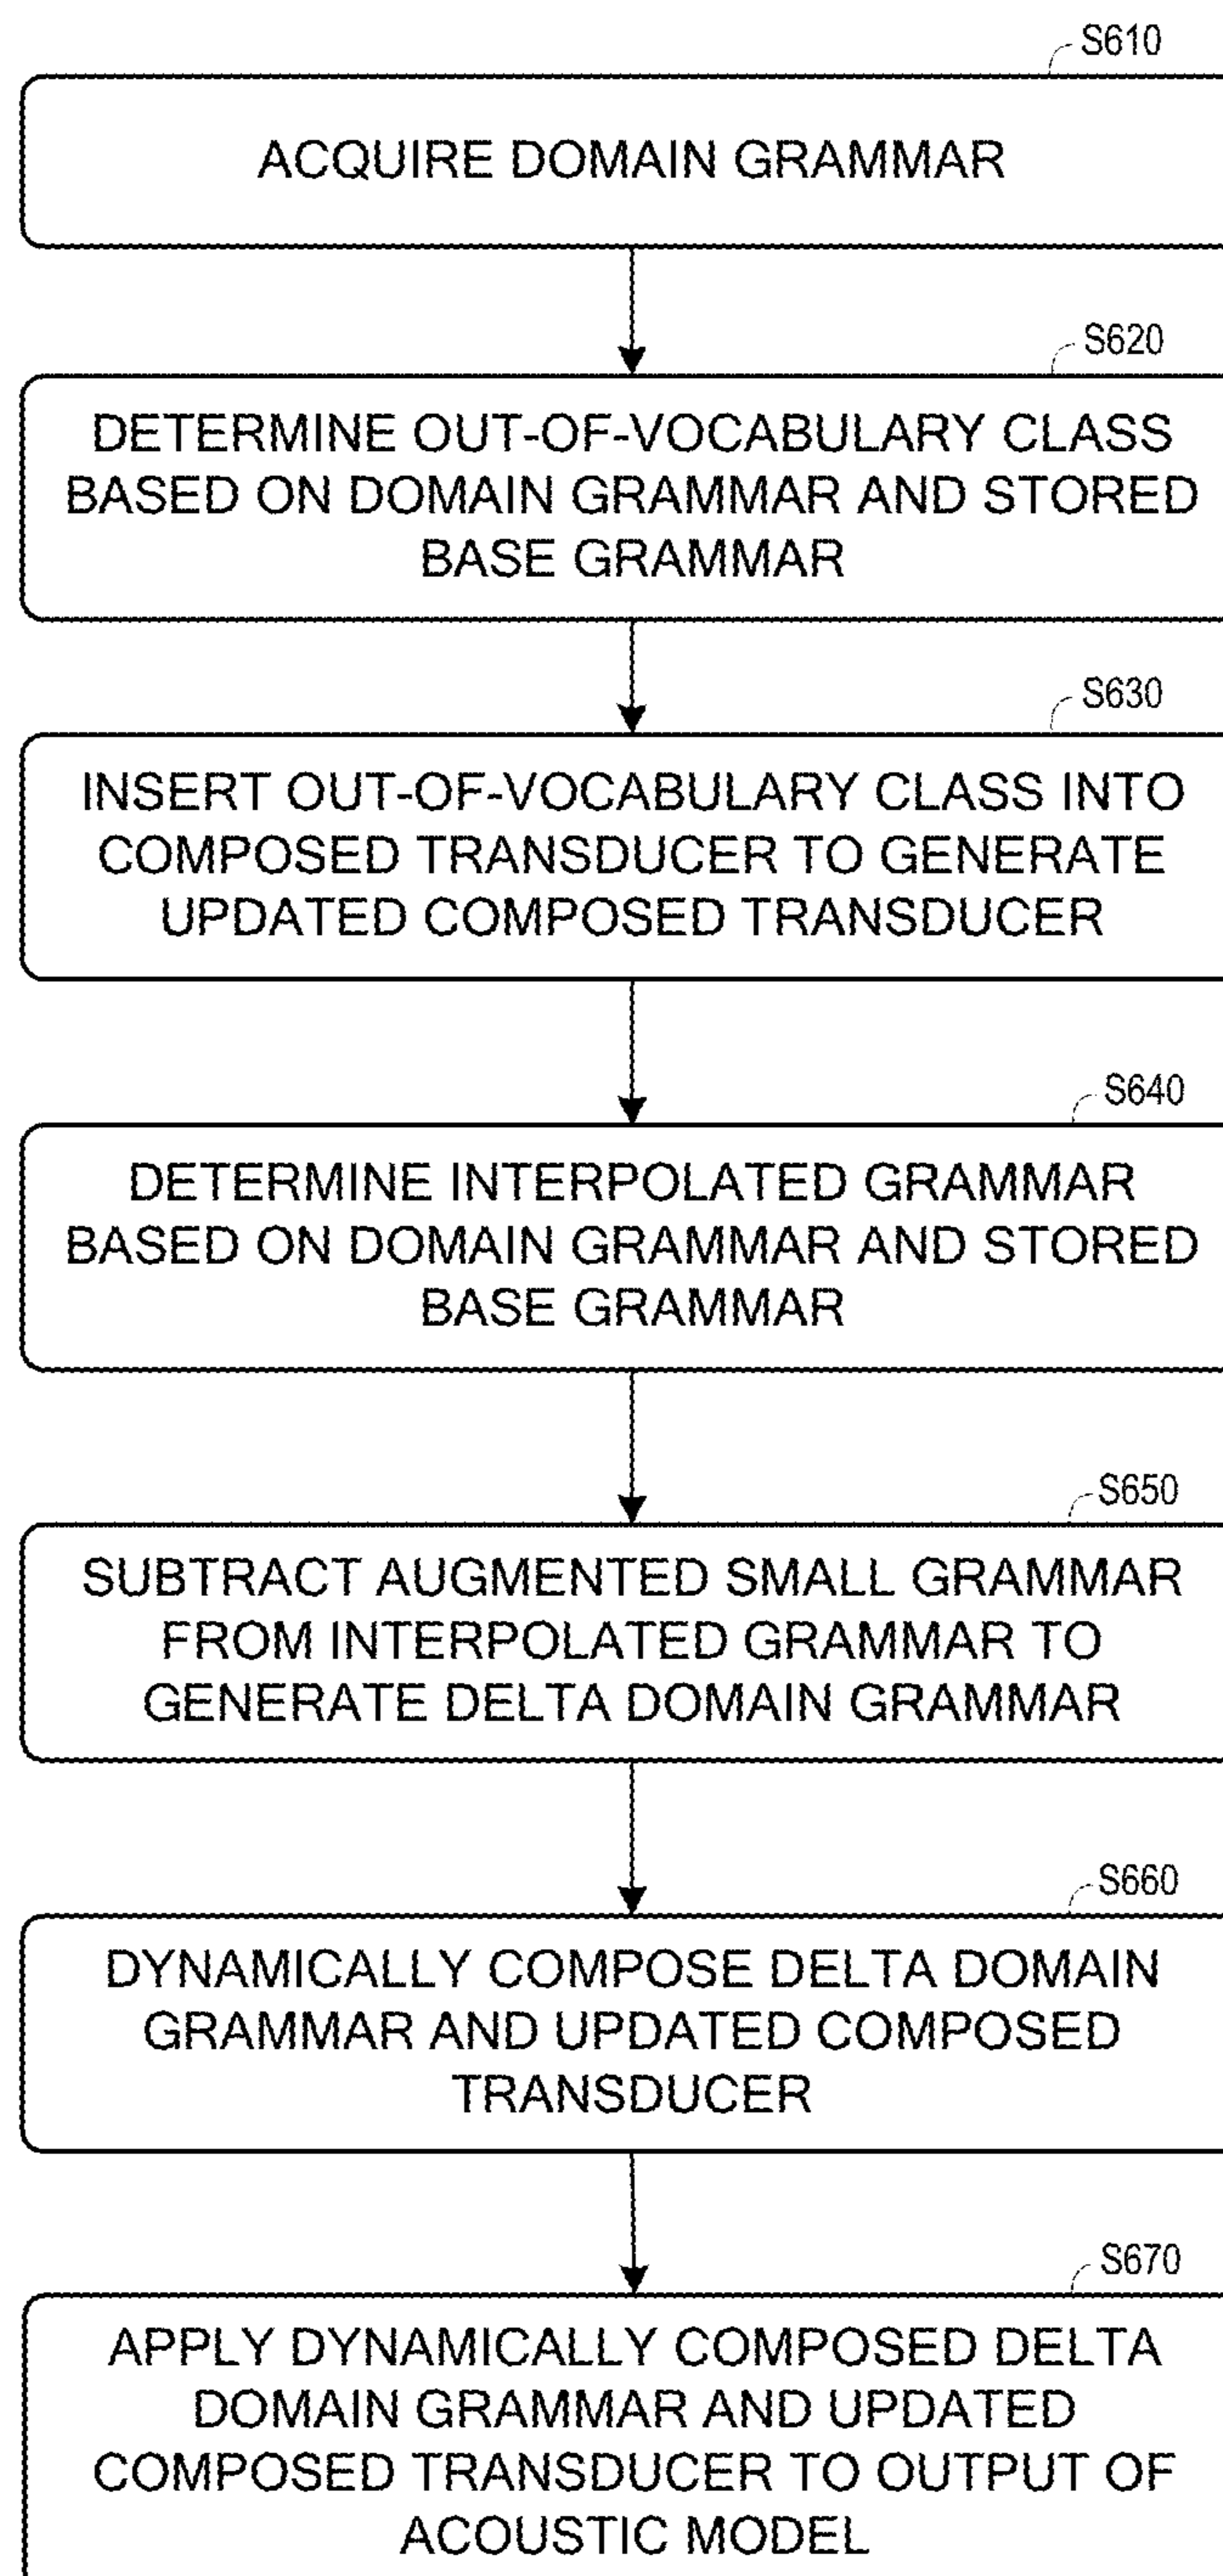 S610
ACQUIRE DOMAIN GRAMMAR
S620
DETERMINE OUT-OF-VOCABULARY CLASS
BASED ON DOMAIN GRAMMAR AND STORED
BASE GRAMMAR
S630
INSERT OUT-OF-VOCABULARY CLASS INTO
COMPOSED TRANSDUCER TO GENERATE
UPDATED COMPOSED TRANSDUCER
S640
DETERMINE INTERPOLATED GRAMMAR
BASED ON DOMAIN GRAMMAR AND STORED
BASE GRAMMAR
S650
SUBTRACT AUGMENTED SMALL GRAMMAR
FROM INTERPOLATED GRAMMAR TO
GENERATE DELTA DOMAIN GRAMMAR
S660
DYNAMICALLY COMPOSE DELTA DOMAIN
GRAMMAR AND UPDATED COMPOSED
TRANSDUCER
S670
APPLY DYNAMICALLY COMPOSED DELTA
DOMAIN GRAMMAR AND UPDATED
COMPOSED TRANSDUCER TO OUTPUT OF
ACOUSTIC MODEL